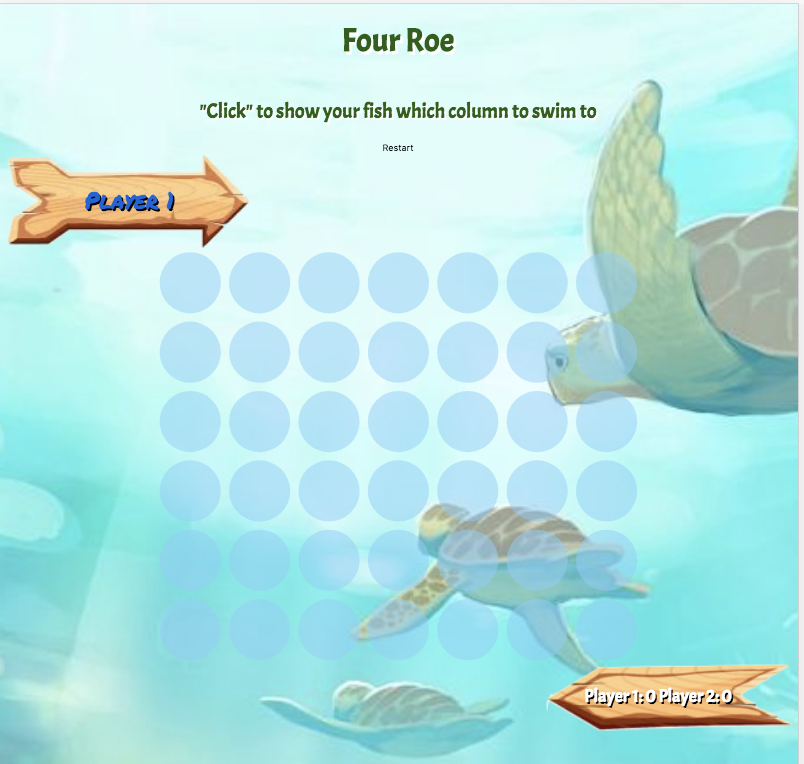 Four Roe
"Click" to show your fish which column to swim to
Restart
Player 1
Player 1: 0 Player 2: 0